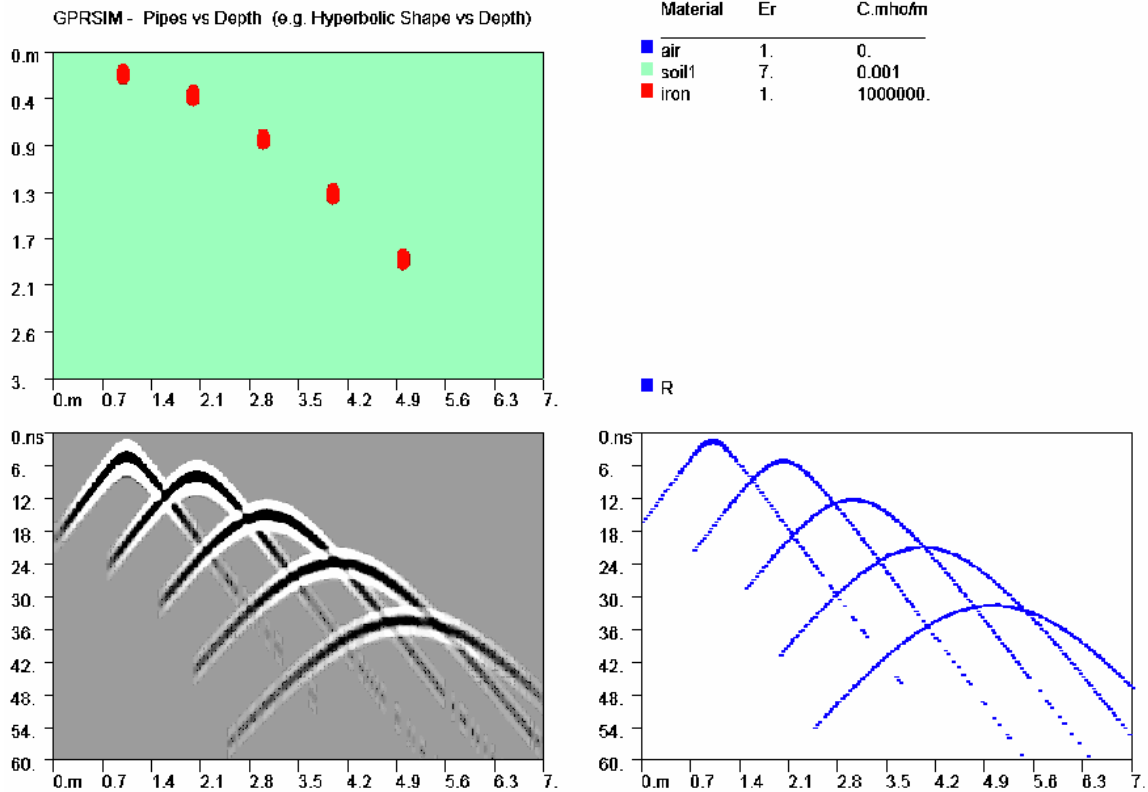 GPRSIM - Pipes vs Depth (e.g. Hyperbolic Shape vs Depth)
Material Er C.mho/m
air 1. 0.
soil1 7. 0.001
iron 1. 1000000.
0.m
0.4
0.9
1.3
1.7
2.1
2.6
3.
0.m 0.7 1.4 2.1 2.8 3.5 4.2 4.9 5.6 6.3 7.
R
0.ns
6.
12.
18.
24.
30.
36.
42.
48.
54.
60.
0.m 0.7 1.4 2.1 2.8 3.5 4.2 4.9 5.6 6.3 7.
0.ns
6.
12.
18.
24.
30.
36.
42.
48.
54.
60.
0.m 0.7 1.4 2.1 2.8 3.5 4.2 4.9 5.6 6.3 7.